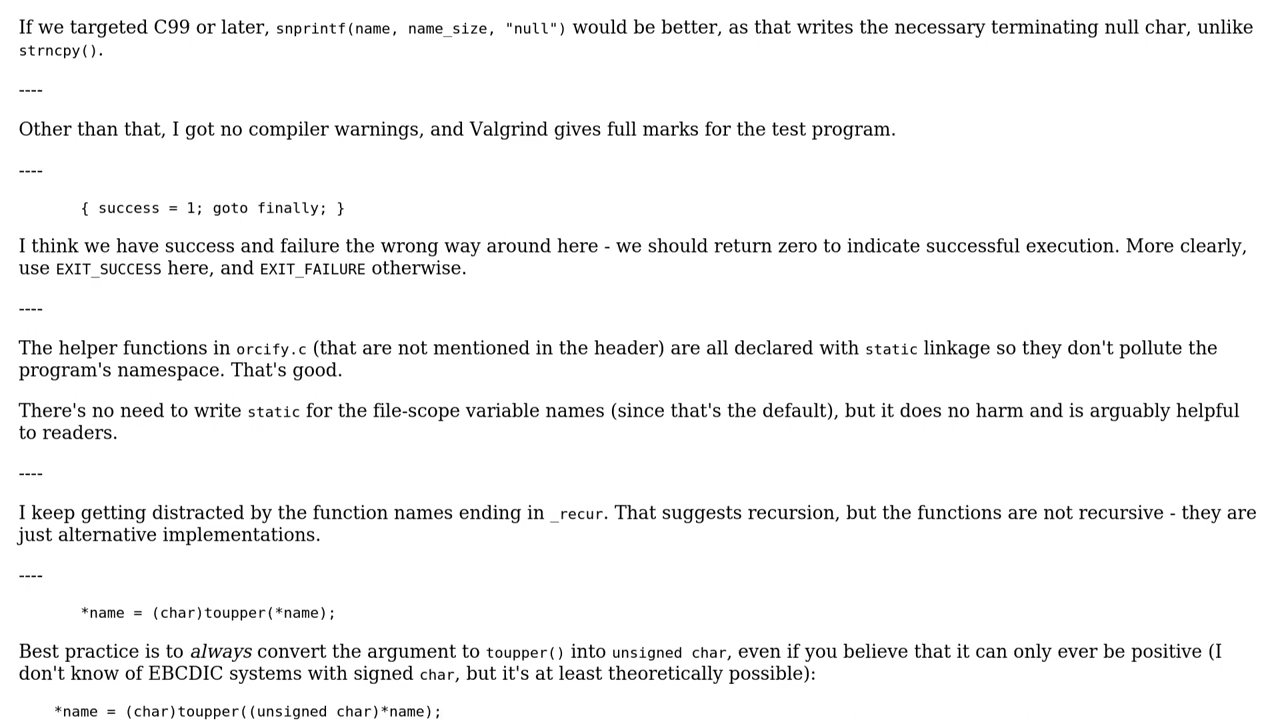 If we targeted C99 or later, snprintf(name, name_size, "null") would be better, as that writes the necessary terminating null char, unlike
strncpy().
----
Other than that, I got no compiler warnings, and Valgrind gives full marks for the test program.
----
{ success = 1; goto finally; }
I think we have success and failure the wrong way around here - we should return zero to indicate successful execution. More clearly,
use EXIT_SUCCESS here, and EXIT_FAILURE otherwise.
----
The helper functions in orcify.c (that are not mentioned in the header) are all declared with static linkage so they don't pollute the
program's namespace. That's good.
There's no need to write static for the file-scope variable names (since that's the default), but it does no harm and is arguably helpful
to readers.
----
I keep getting distracted by the function names ending in _recur. That suggests recursion, but the functions are not recursive - they are
just alternative implementations.
----
*name = (char)toupper(*name);
Best practice is to always convert the argument to toupper() into unsigned char, even if you believe that it can only ever be positive (I
don't know of EBCDIC systems with signed char, but it's at least theoretically possible):
*name = (char)toupper((unsigned char)*name);